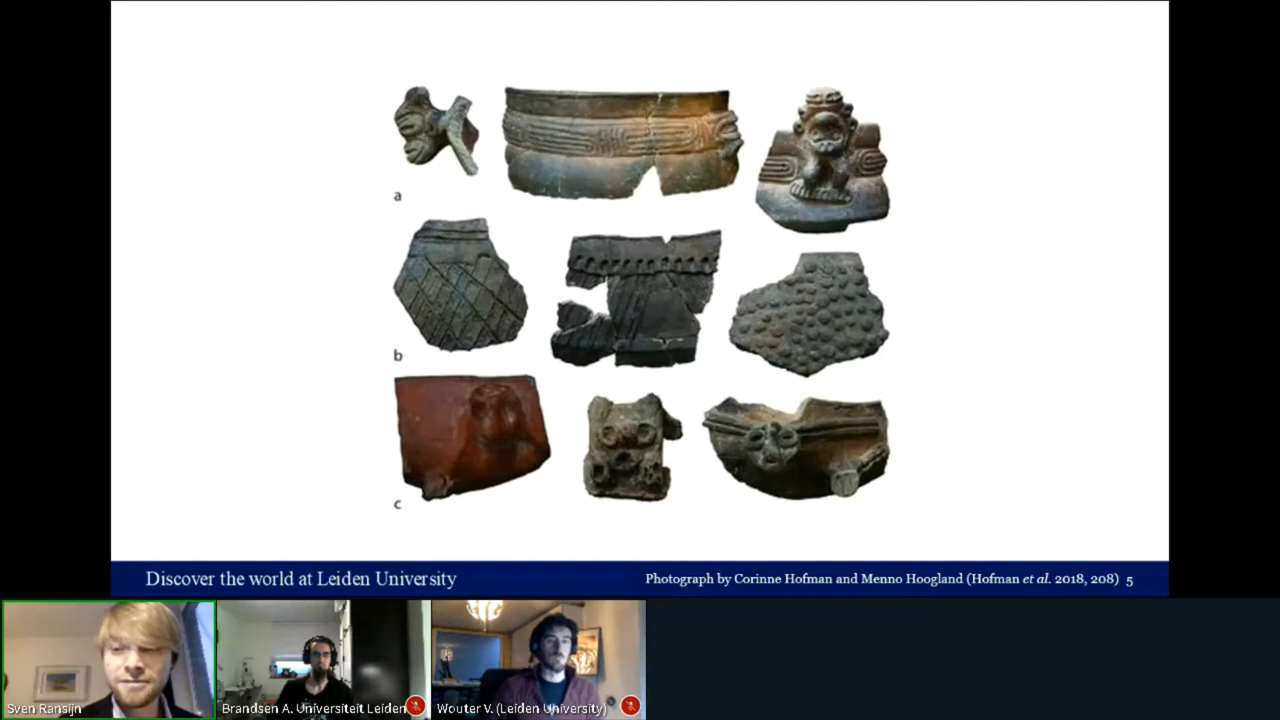 a
b
c
Discover the world at Leiden University
Photograph by Corinne Hofman and Menno Hoogland (Hofman et al. 2018, 208) 5
Sven Ransijn
Brandsen A. Universiteit Leiden
Wouter V. (Leiden University)